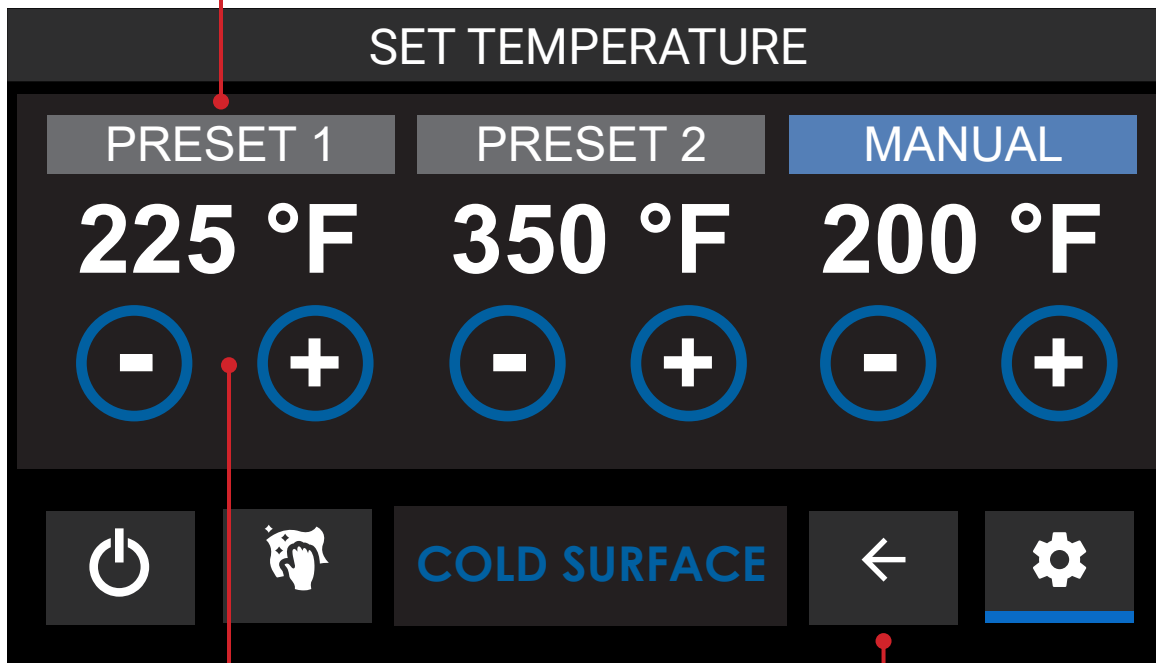 SET TEMPERATURE
PRESET 1 PRESET 2 MANUAL
225 °F 350 °F 200 °F
- + - + - +
COLD SURFACE